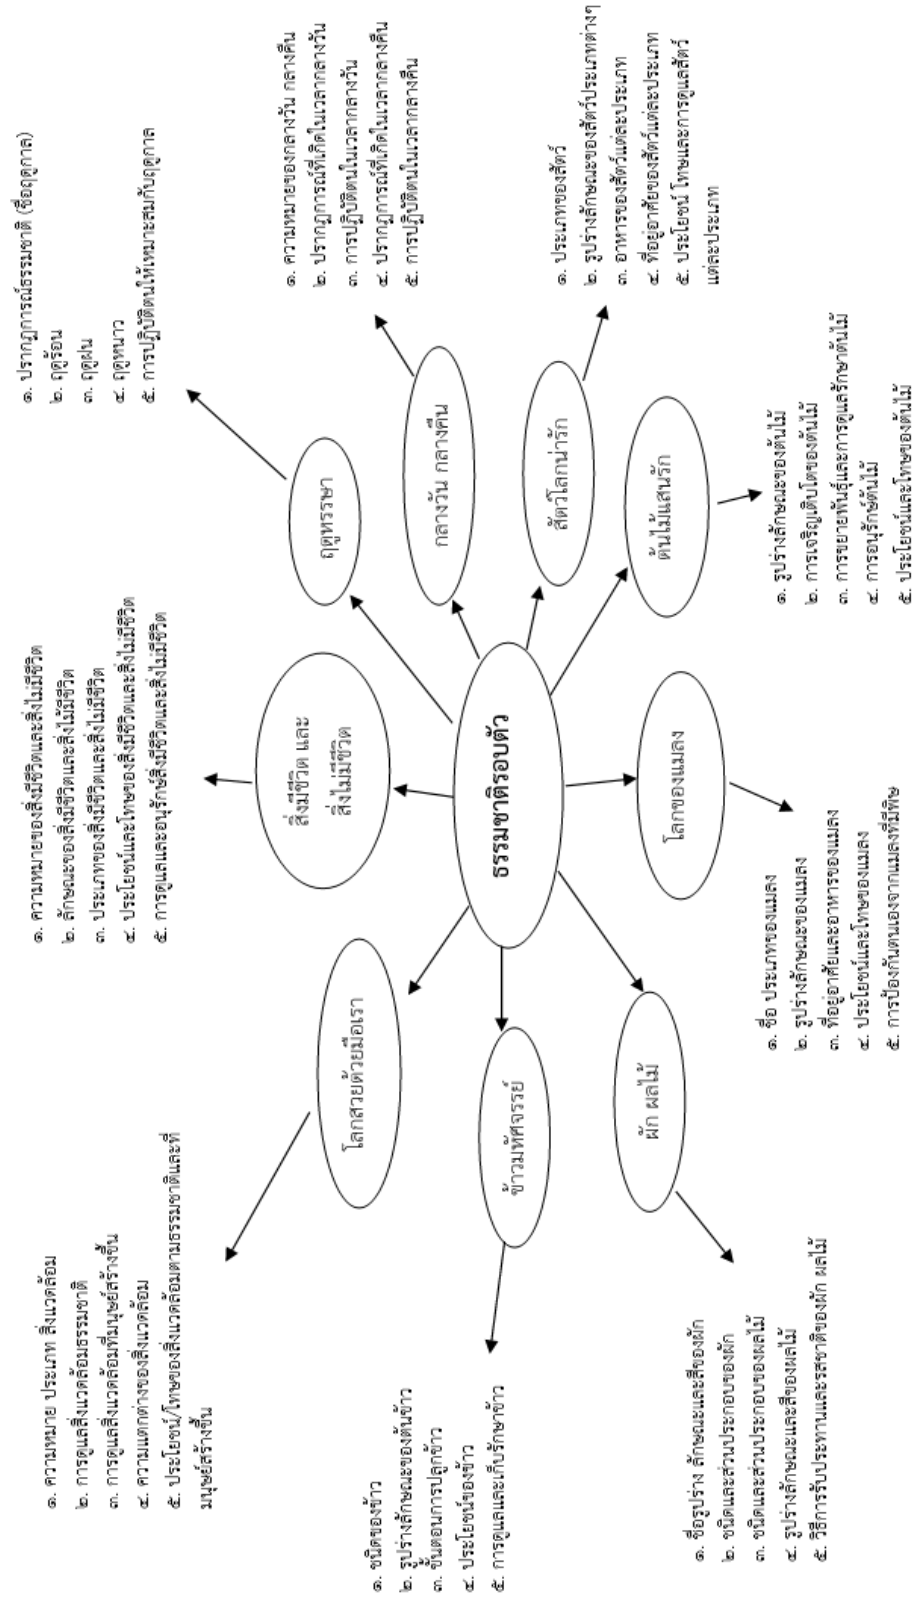 ๑. ความหมาย ประเภท สิ่งแวดล้อม
๒. การดูแลสิ่งแวดล้อมธรรมชาติ
๓. การดูแลสิ่งแวดล้อมที่มนุษย์สร้างขึ้น
๔. ความแตกต่างของสิ่งแวดล้อม
๕. ประโยชน์/โทษของสิ่งแวดล้อมตามธรรมชาติและที่
มนุษย์สร้างขึ้น
๑. ความหมายของสิ่งมีชีวิตและสิ่งไม่มีชีวิต
๒. ลักษณะของสิ่งมีชีวิตและสิ่งไม่มีชีวิต
๓. ประเภทของสิ่งมีชีวิตและสิ่งไม่มีชีวิต
๔. ประโยชน์และโทษของสิ่งมีชีวิตและสิ่งไม่มีชีวิต
๕. การดูแลและอนุรักษ์สิ่งมีชีวิตและสิ่งไม่มีชีวิต
๑. ปรากฏการณ์ธรรมชาติ (ชื่อฤดูกาล)
๒. ฤดูร้อน
๓. ฤดูฝน
๔. ฤดูหนาว
๕. การปฏิบัติตนให้เหมาะสมกับฤดูกาล
โลกสวยด้วยมือเรา
สิ่งมีชีวิต และ
สิ่งไม่มีชีวิต
ฤดูหรรษา
๑. ความหมายของกลางวัน กลางคืน
๒. ปรากฏการณ์ที่เกิดในเวลากลางวัน
๓. การปฏิบัติตนในเวลากลางวัน
๔. ปรากฏการณ์ที่เกิดในเวลากลางคืน
๕. การปฏิบัติตนในเวลากลางคืน
กลางวัน กลางคืน
๑. ชนิดของข้าว
๒. รูปร่างลักษณะของต้นข้าว
๓. ขั้นตอนการปลูกข้าว
๔. ประโยชน์ของข้าว
๕. การดูแลและเก็บรักษาข้าว
ข้าวมหัศจรรย์
ธรรมชาติรอบตัว
สัตว์โลกน่ารัก
๑. ประเภทของสัตว์
๒. รูปร่างลักษณะของสัตว์ประเภทต่างๆ
๓. อาหารของสัตว์แต่ละประเภท
๔. ที่อยู่อาศัยของสัตว์แต่ละประเภท
๕. ประโยชน์ โทษและการดูแลสัตว์
แต่ละประเภท
ผัก ผลไม้
โลกของแมลง
ต้นไม้แสนรัก
๑. ชื่อรูปร่าง ลักษณะและสีของผัก
๒. ชนิดและส่วนประกอบของผัก
๓. ชนิดและส่วนประกอบของผลไม้
๔. รูปร่างลักษณะและสีของผลไม้
๕. วิธีการรับประทานและรสชาติของผัก ผลไม้
๑. ชื่อ ประเภทของแมลง
๒. รูปร่างลักษณะของแมลง
๓. ที่อยู่อาศัยและอาหารของแมลง
๔. ประโยชน์และโทษของแมลง
๕. การป้องกันตนเองจากแมลงที่มีพิษ
๑. รูปร่างลักษณะของต้นไม้
๒. การเจริญเติบโตของต้นไม้
๓. การขยายพันธุ์และการดูแลรักษาต้นไม้
๔. การอนุรักษ์ต้นไม้
๕. ประโยชน์และโทษของต้นไม้